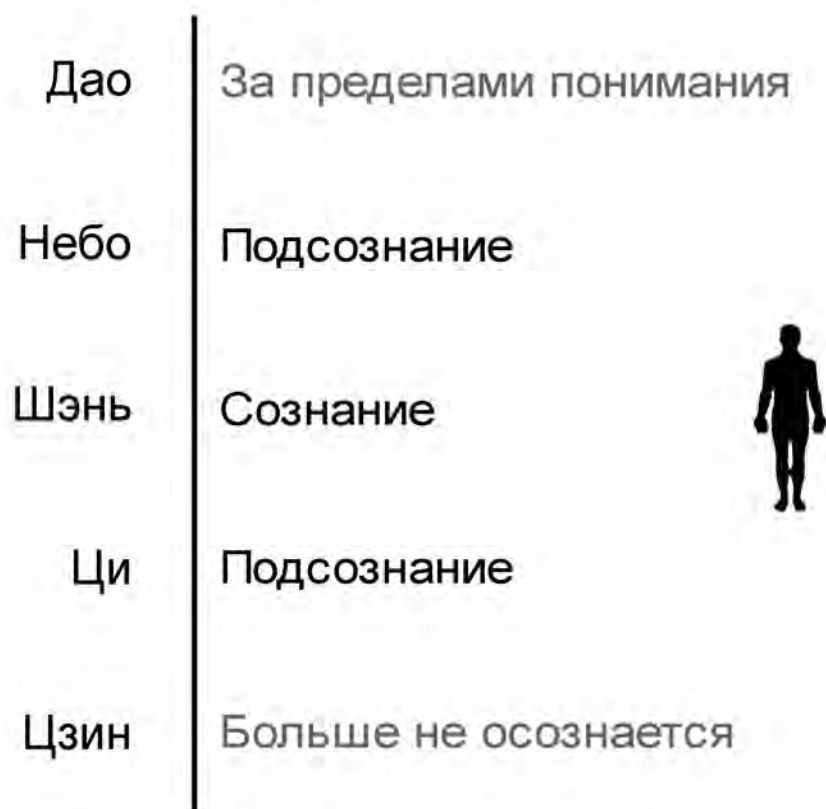 Дао За пределами понимания
Небо Подсознание
Шэнь Сознание
Ци Подсознание
Цзин Больше не осознается